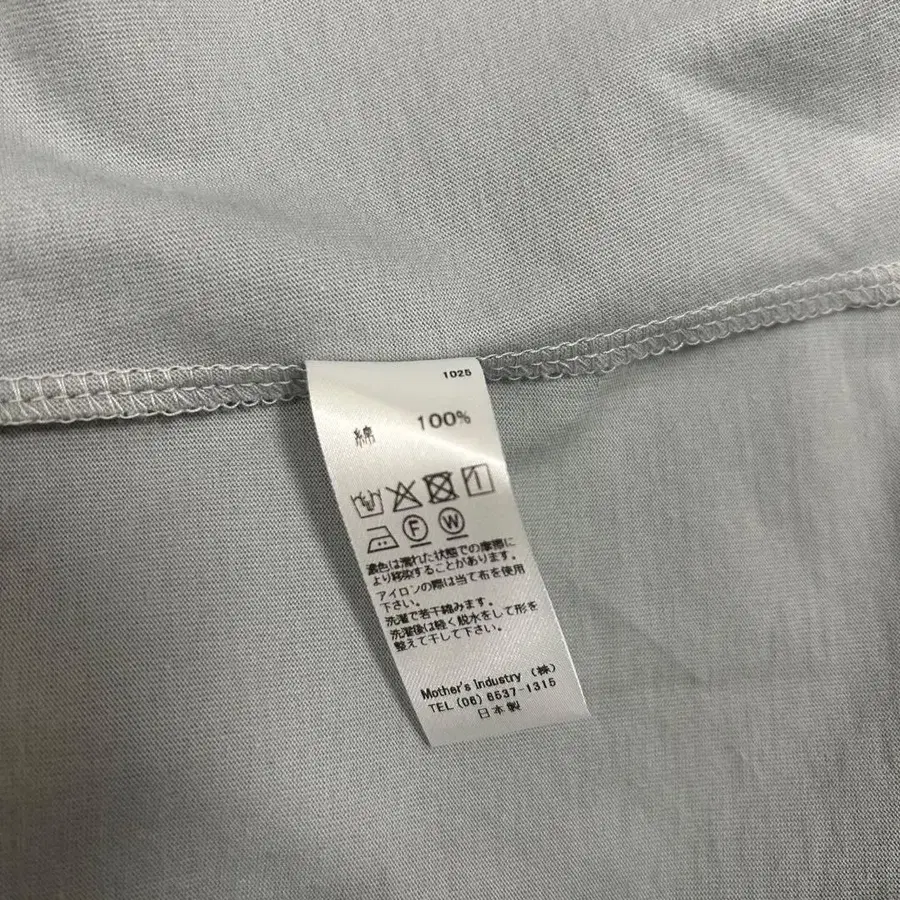 1025
綿 100%
F W
濃色は濡れた状態での摩擦に
より移染することがあります。
アイロンの際は当て布を使用
下さい。
洗濯で若干縮みます。
洗濯後は軽く脱水をして形を
整えて干して下さい。
Mother's Industry (株)
TEL (06) 6537-1315
日本製